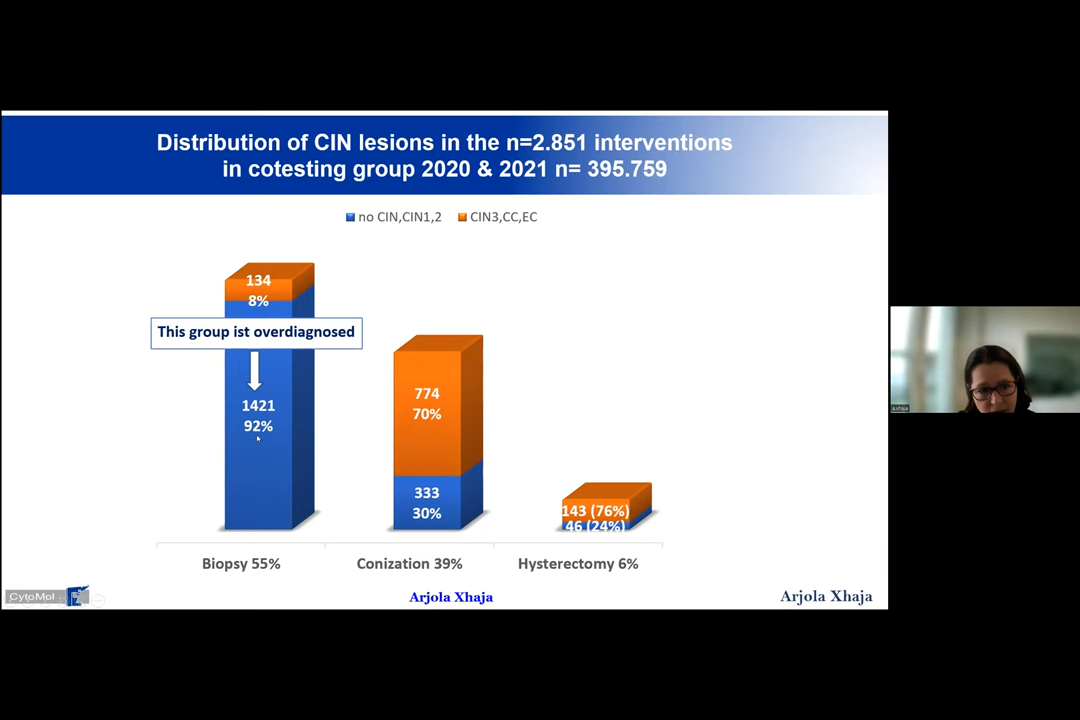 Distribution of CIN lesions in the n=2.851 interventions
in cotesting group 2020 & 2021 n= 395.759
no CIN,CIN1,2 CIN3,CC,EC
134
8%
This group ist overdiagnosed
1421
92%
774
70%
333
30%
143 (76%)
46 (24%)
Biopsy 55% Conization 39% Hysterectomy 6%
CytoMol
Arjola Xhaja
Arjola Xhaja
a.xhaja